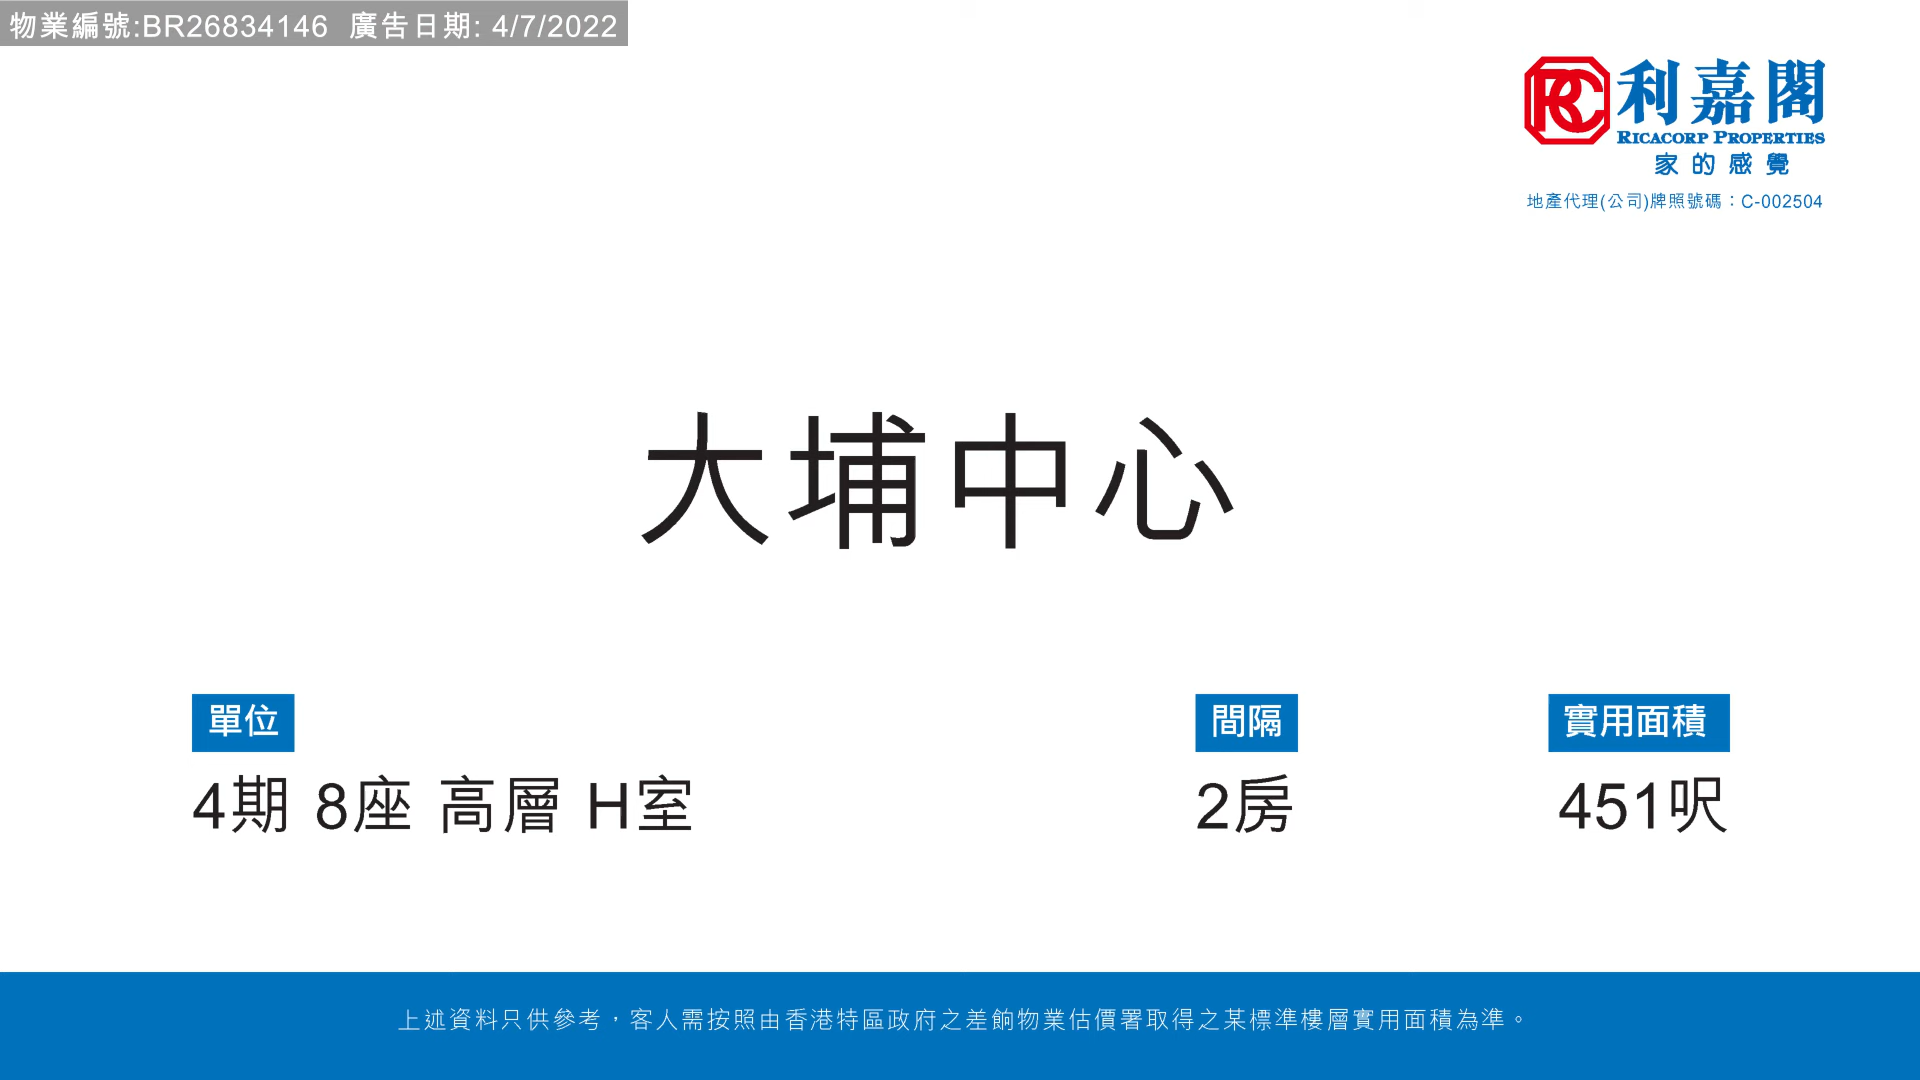 物業編號:BR26834146 廣告日期: 4/7/2022
RC 利嘉閣
RICACORP PROPERTIES
家的感覺
地產代理(公司)牌照號碼：C-002504
大埔中心
單位 間隔 實用面積
4期 8座 高層 H室 2房 451呎
上述資料只供參考，客人需按照由香港特區政府之差餉物業估價署取得之某標準樓層實用面積為準。